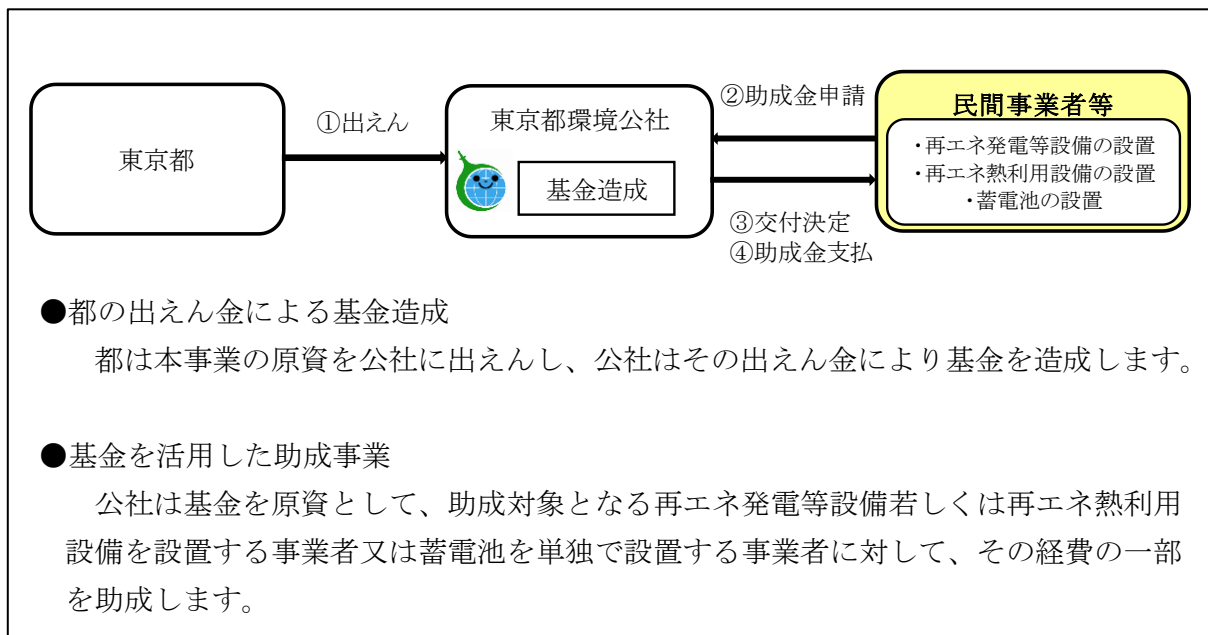 東京都
①出えん
東京都環境公社
基金造成
②助成金申請
③交付決定
④助成金支払
民間事業者等
・再エネ発電等設備の設置
・再エネ熱利用設備の設置
・蓄電池の設置
●都の出えん金による基金造成
都は本事業の原資を公社に出えんし、公社はその出えん金により基金を造成します。
●基金を活用した助成事業
公社は基金を原資として、助成対象となる再エネ発電等設備若しくは再エネ熱利用
設備を設置する事業者又は蓄電池を単独で設置する事業者に対して、その経費の一部
を助成します。